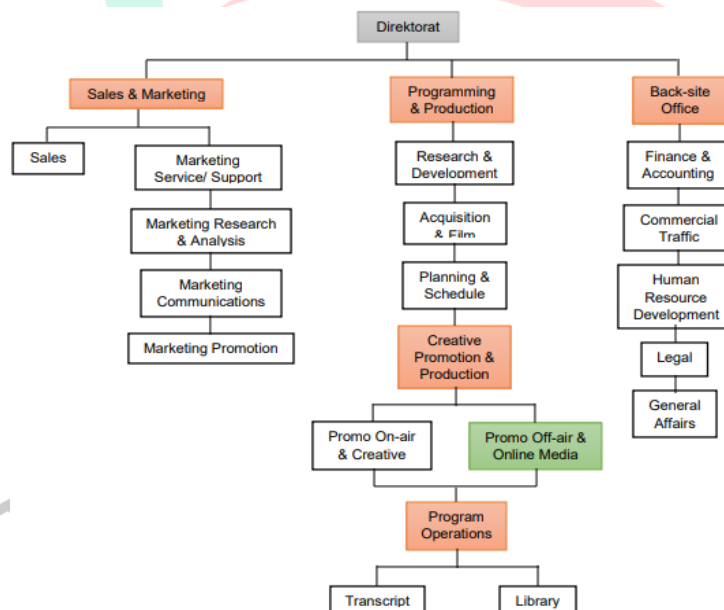 Direktorat
Sales & Marketing
Programming
& Production
Back-site
Office
Sales
Marketing
Service/ Support
Research &
Development
Finance &
Accounting
Marketing Research
& Analysis
Acquisition
& Film
Commercial
Traffic
Marketing
Communications
Planning &
Schedule
Human
Resource
Development
Marketing Promotion
Creative
Promotion &
Production
Legal
General
Affairs
Promo On-air
& Creative
Promo Off-air &
Online Media
Program
Operations
Transcript
Library